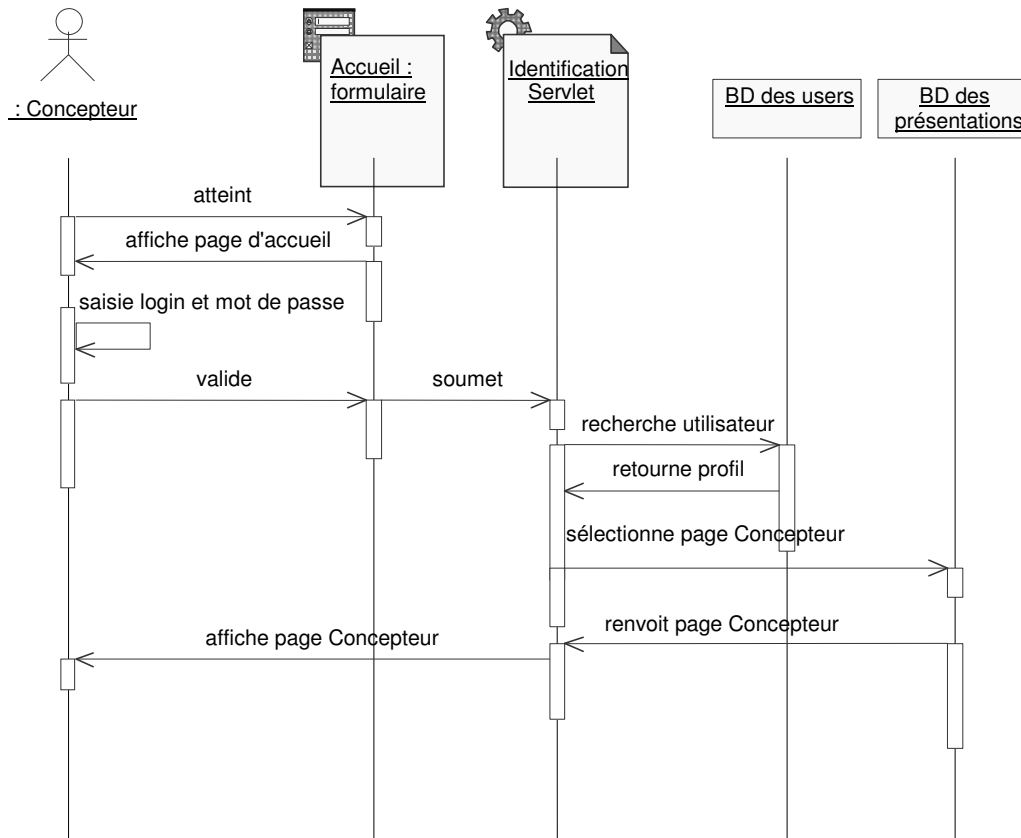 : Concepteur
Accueil :
formulaire
Identification
Servlet
BD des users
BD des
présentations
atteint
affiche page d'accueil
saisie login et mot de passe
valide
soumet
recherche utilisateur
retourne profil
sélectionne page Concepteur
renvoit page Concepteur
affiche page Concepteur